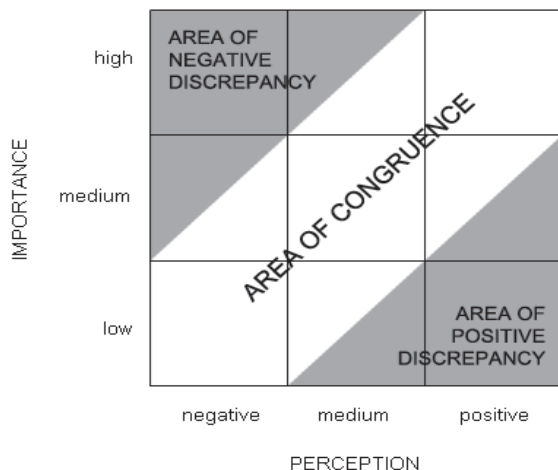 AREA OF
NEGATIVE
DISCREPANCY
high
IMPORTANCE
medium
AREA OF CONGRUENCE
low
AREA OF
POSITIVE
DISCREPANCY
negative
medium
positive
PERCEPTION